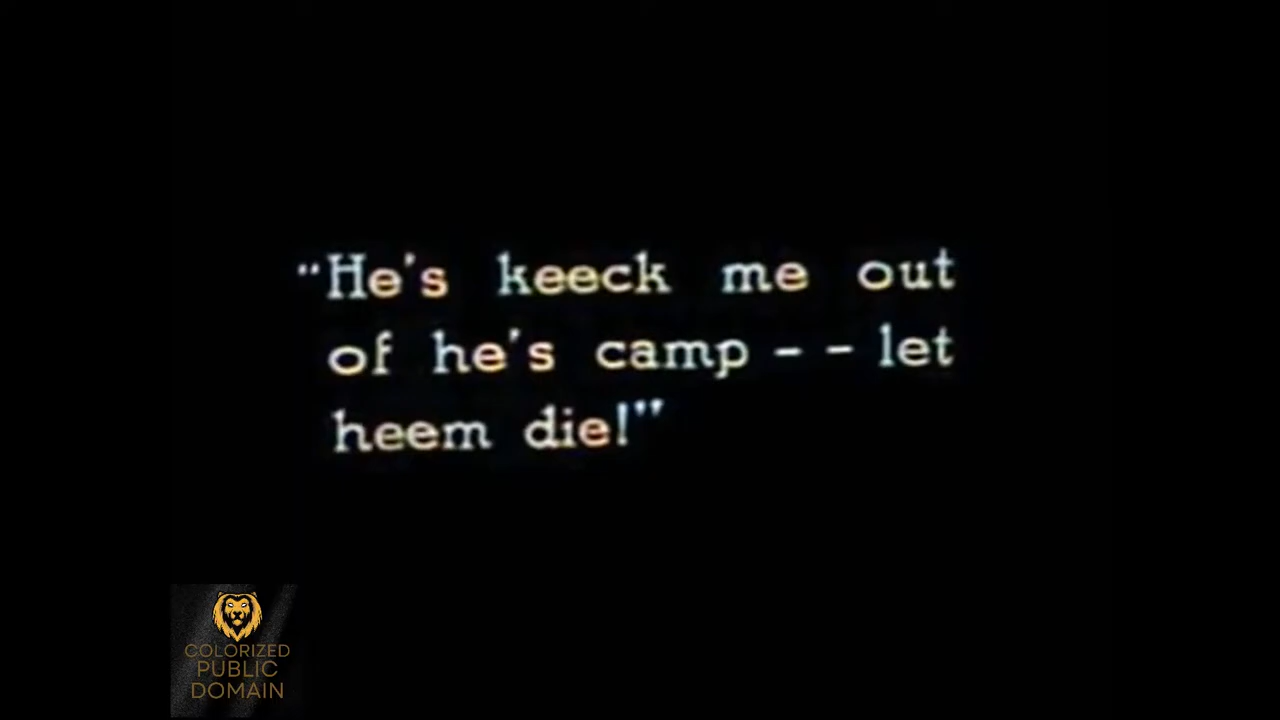 “He's keeck me out
of he's camp -- let
heem die!”
COLORIZED
PUBLIC
DOMAIN